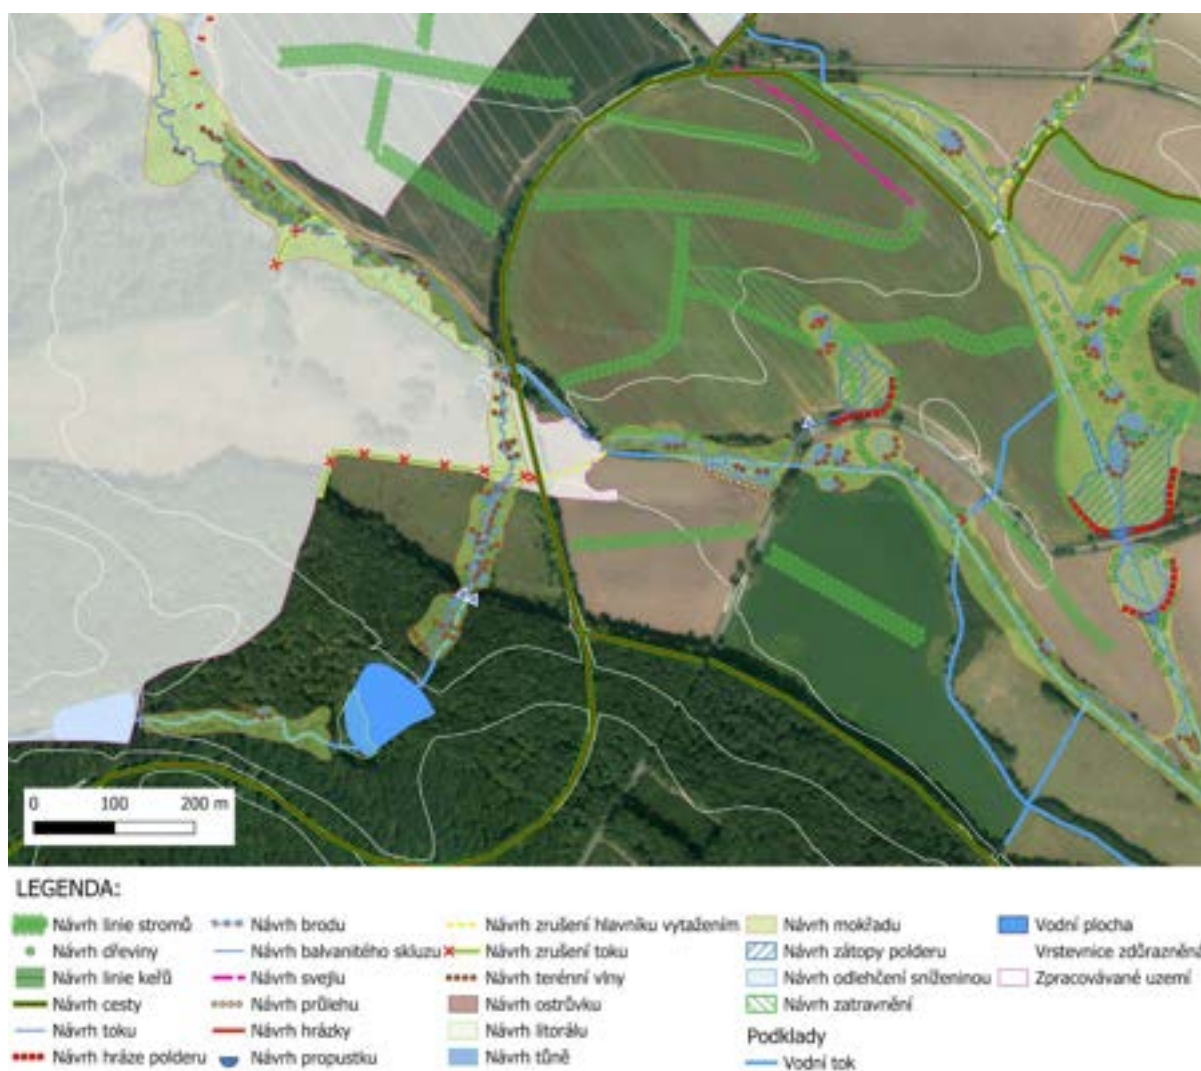 0 100 200 m
LEGENDA:
Návrh linie stromů
Návrh dřeviny
Návrh linie keřů
Návrh cesty
Návrh toku
Návrh hráze polderu
Návrh brodu
Návrh balvanitého skluzu
Návrh svejlu
Návrh průlehu
Návrh hrázky
Návrh propustku
Návrh zrušení hlavníku vytažením
Návrh zrušení toku
Návrh terénní vlny
Návrh ostrůvku
Návrh litorálu
Návrh tůně
Návrh mokřadu
Návrh zátopy polderu
Návrh odlehčení sníženinou
Návrh zatravnění
Podklady
Vodní tok
Vodní plocha
Vrstevnice zdůrazněná
Zpracovávané uzemí